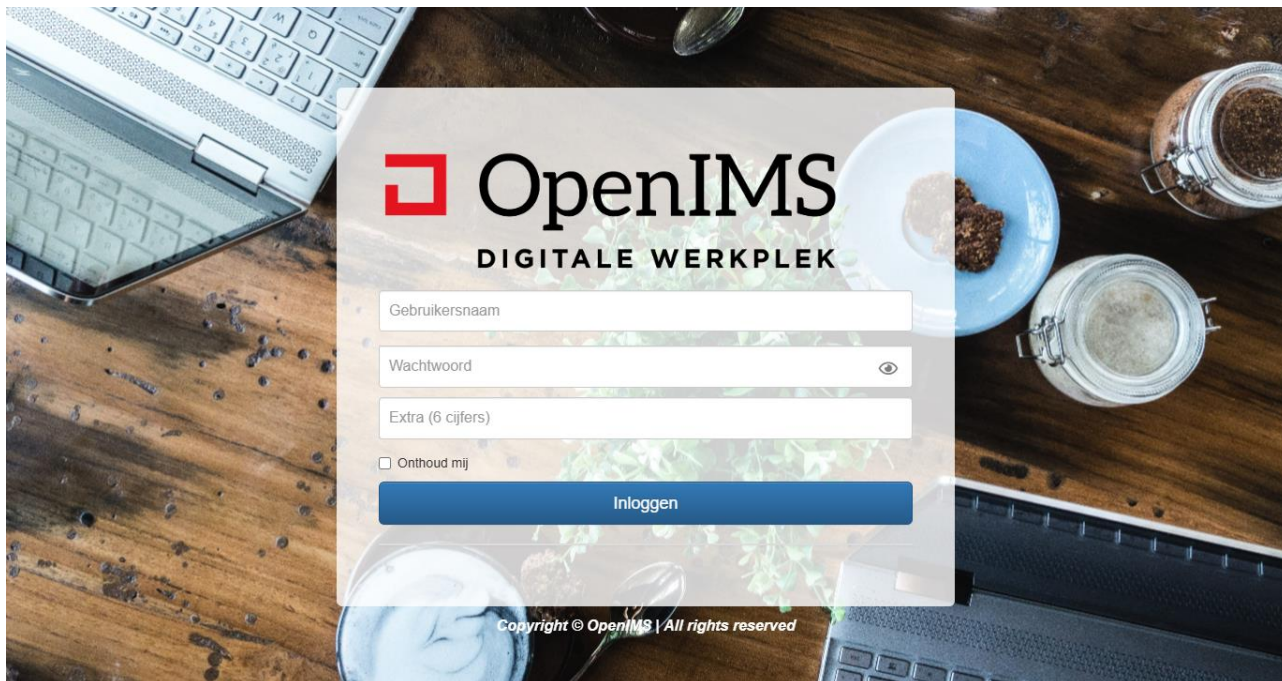 OpenIMS
DIGITALE WERKPLEK
Gebruikersnaam
Wachtwoord
Extra (6 cijfers)
Onthoud mij
Inloggen
Copyright © OpenIMS | All rights reserved